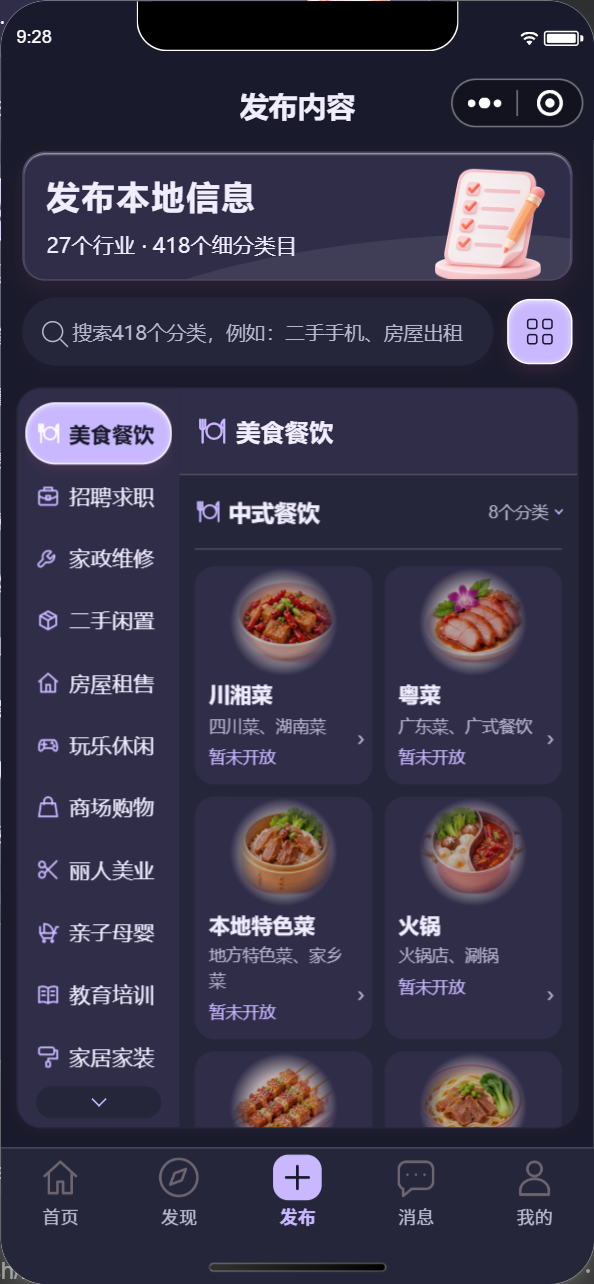 9:28
发布内容
发布本地信息
27个行业 · 418个细分类目
搜索418个分类，例如：二手手机、房屋出租
美食餐饮
招聘求职
家政维修
二手闲置
房屋租售
玩乐休闲
商场购物
丽人美业
亲子母婴
教育培训
家居家装
美食餐饮
中式餐饮
8个分类
川湘菜
四川菜、湖南菜
暂未开放
粤菜
广东菜、广式餐饮
暂未开放
本地特色菜
地方特色菜、家乡
菜
暂未开放
火锅
火锅店、涮锅
暂未开放
首页
发现
发布
消息
我的